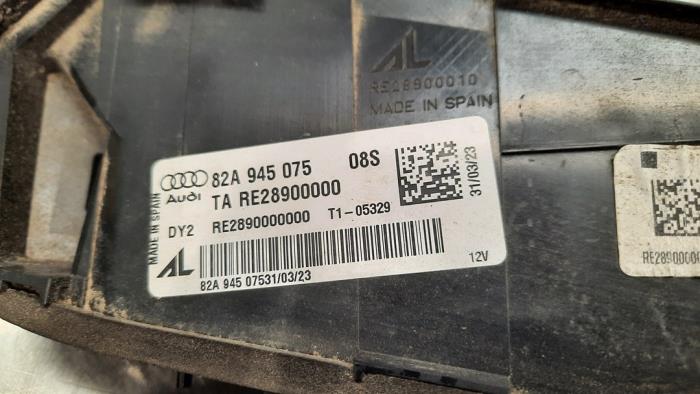 AL
RE28900010
MADE IN SPAIN
MADE IN SPAIN
Audi
82A 945 075 08S
TA RE28900000
DY2 RE2890000000 T1-05329
31/03/23
AL
82A 945 07531/03/23
12V